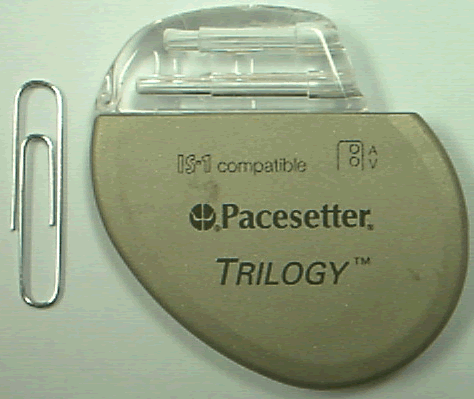 IS-1 compatible
A
V
Pacesetter®
TRILOGY™